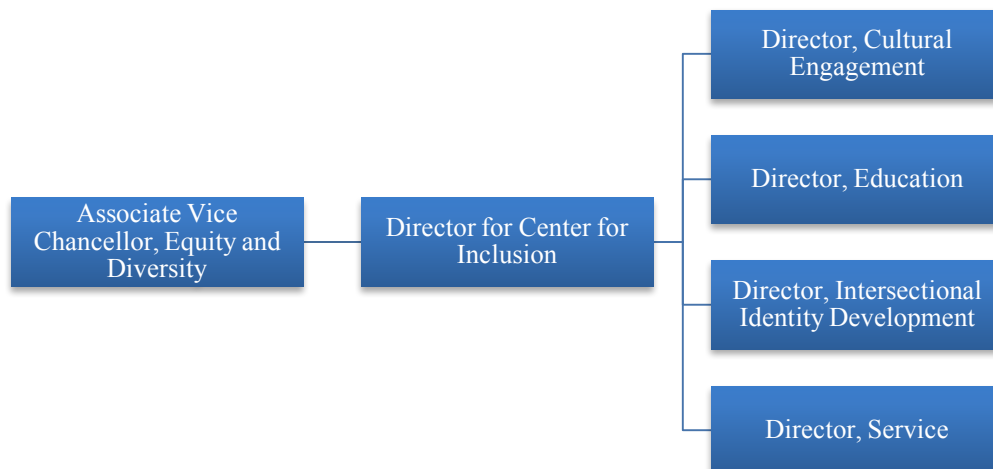 Associate Vice
Chancellor, Equity and
Diversity
Director for Center for
Inclusion
Director, Cultural
Engagement
Director, Education
Director, Intersectional
Identity Development
Director, Service